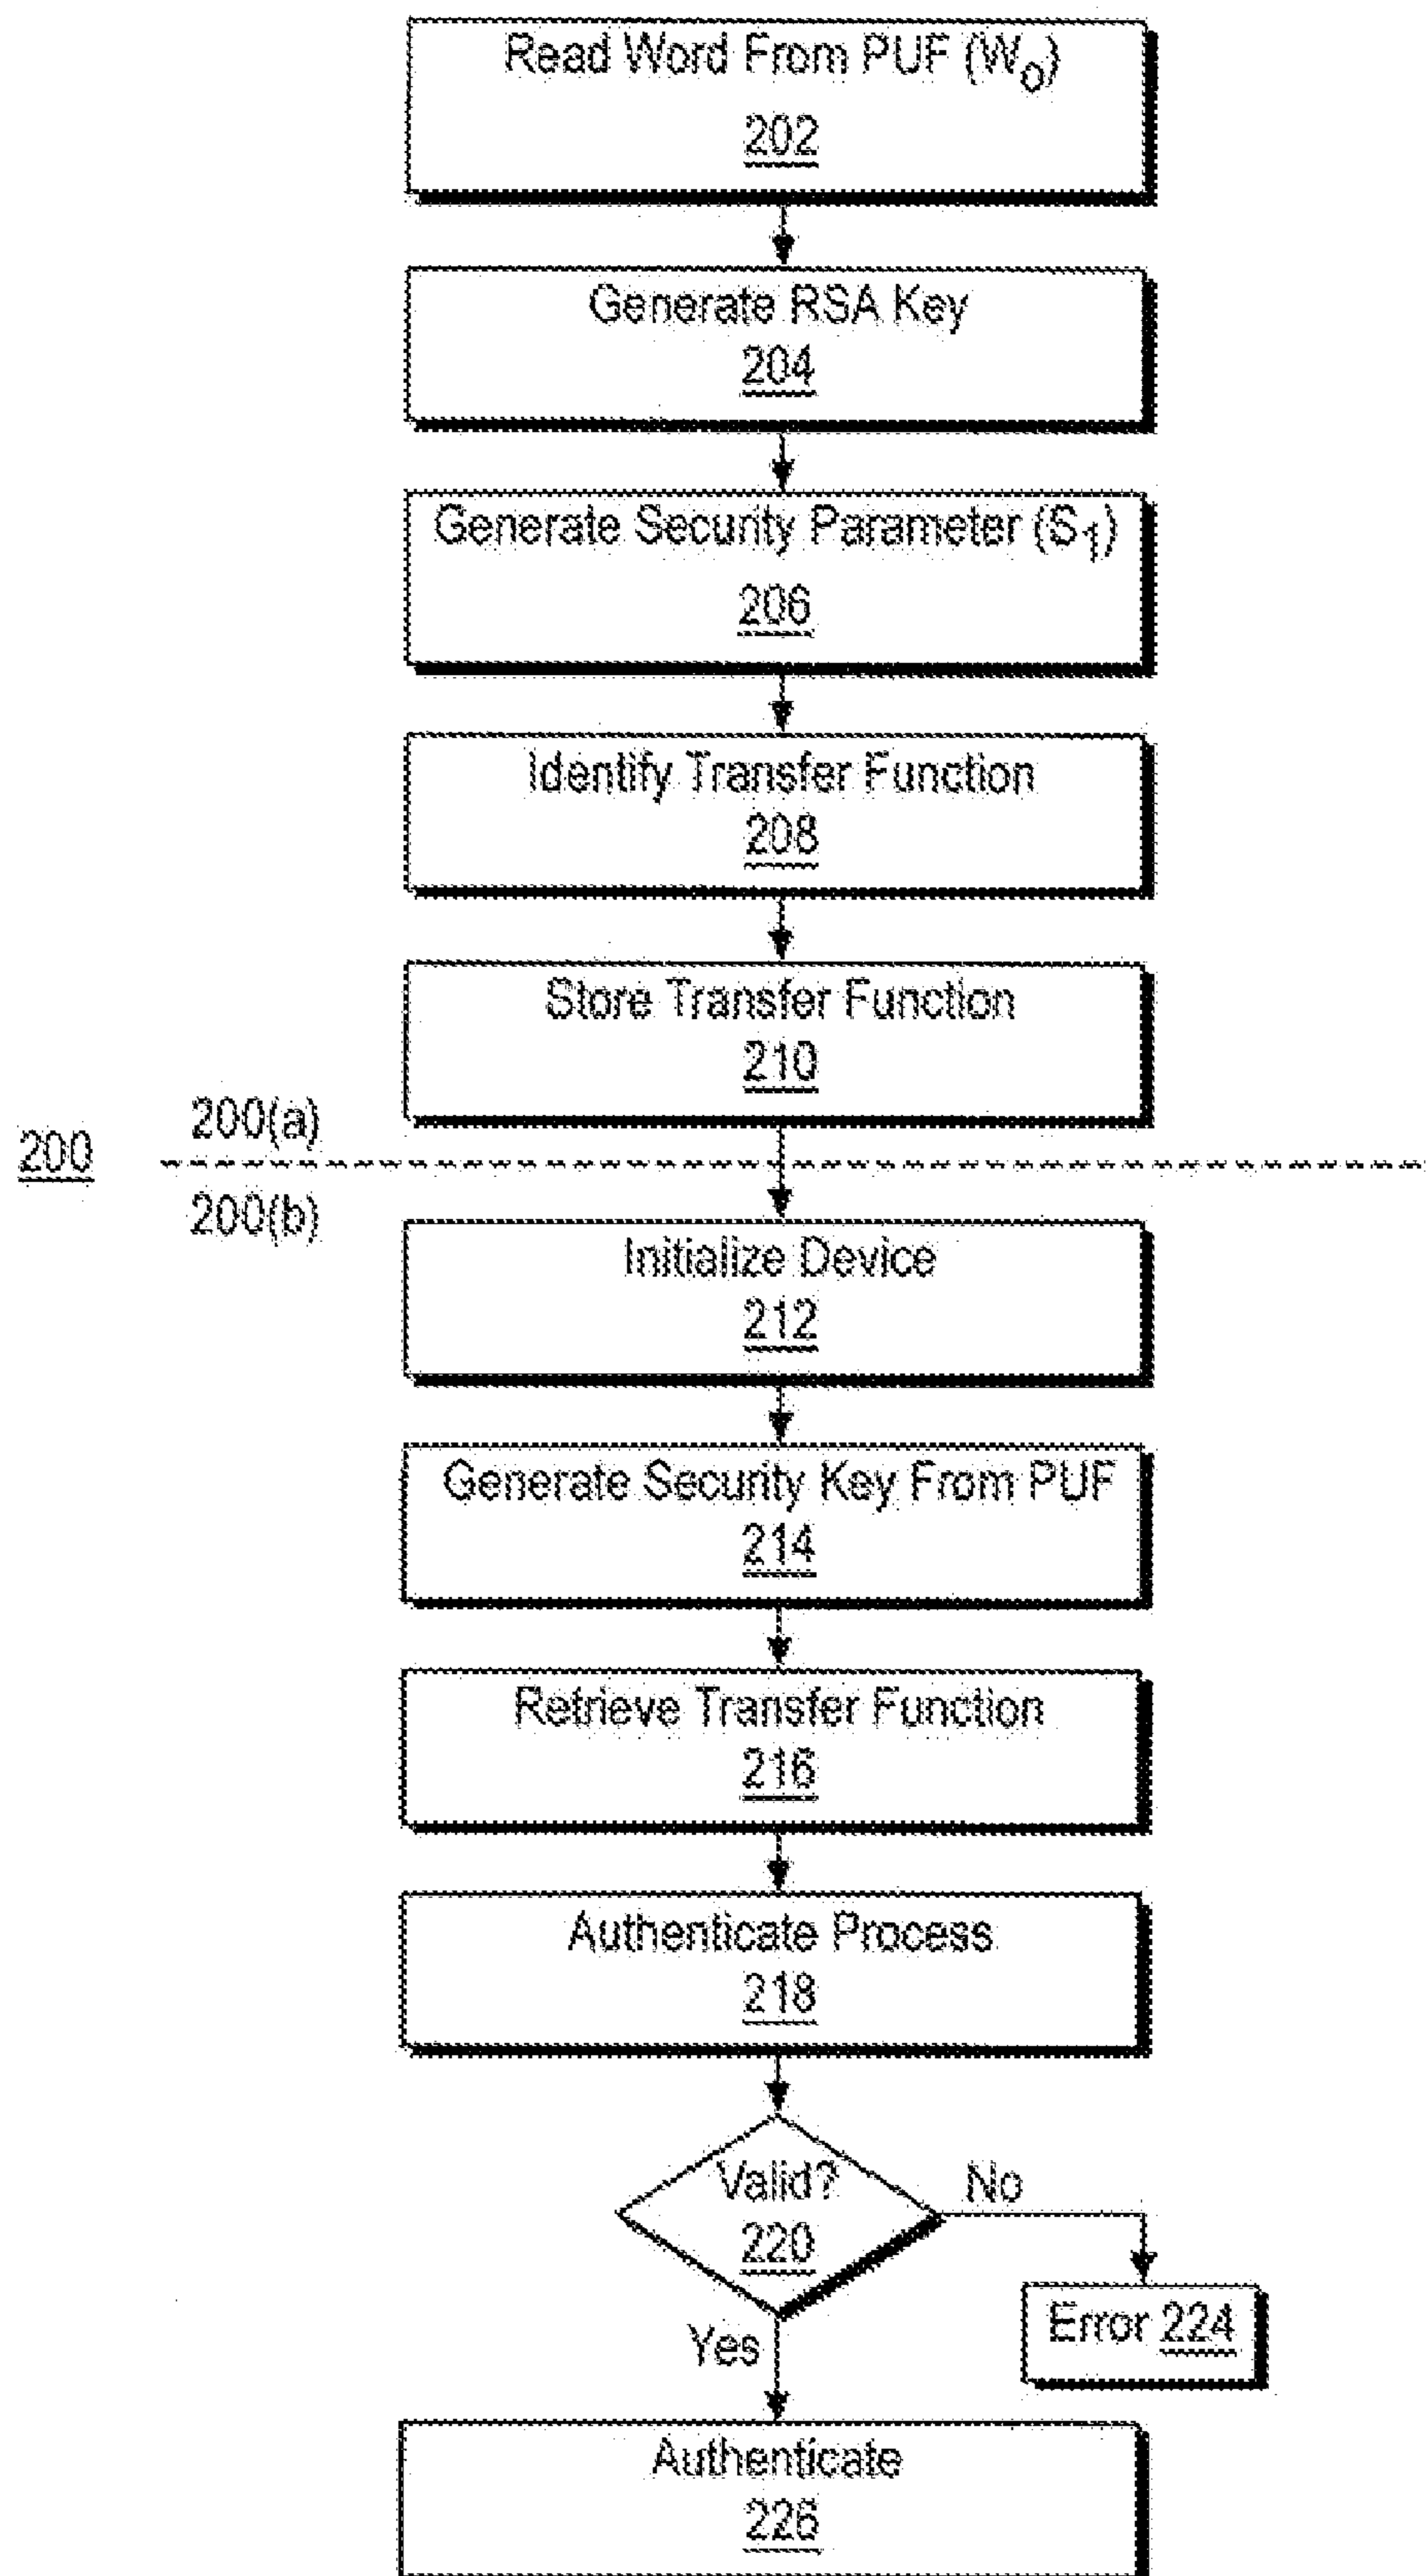 Read Word From PUF (Wo)
202
Generate RSA Key
204
Generate Security Parameter (S1)
206
Identify Transfer Function
208
Store Transfer Function
210
200(a)
200
200(b)
Initialize Device
212
Generate Security Key From PUF
214
Retrieve Transfer Function
216
Authenticate Process
218
Valid?
220
No
Error 224
Yes
Authenticate
226